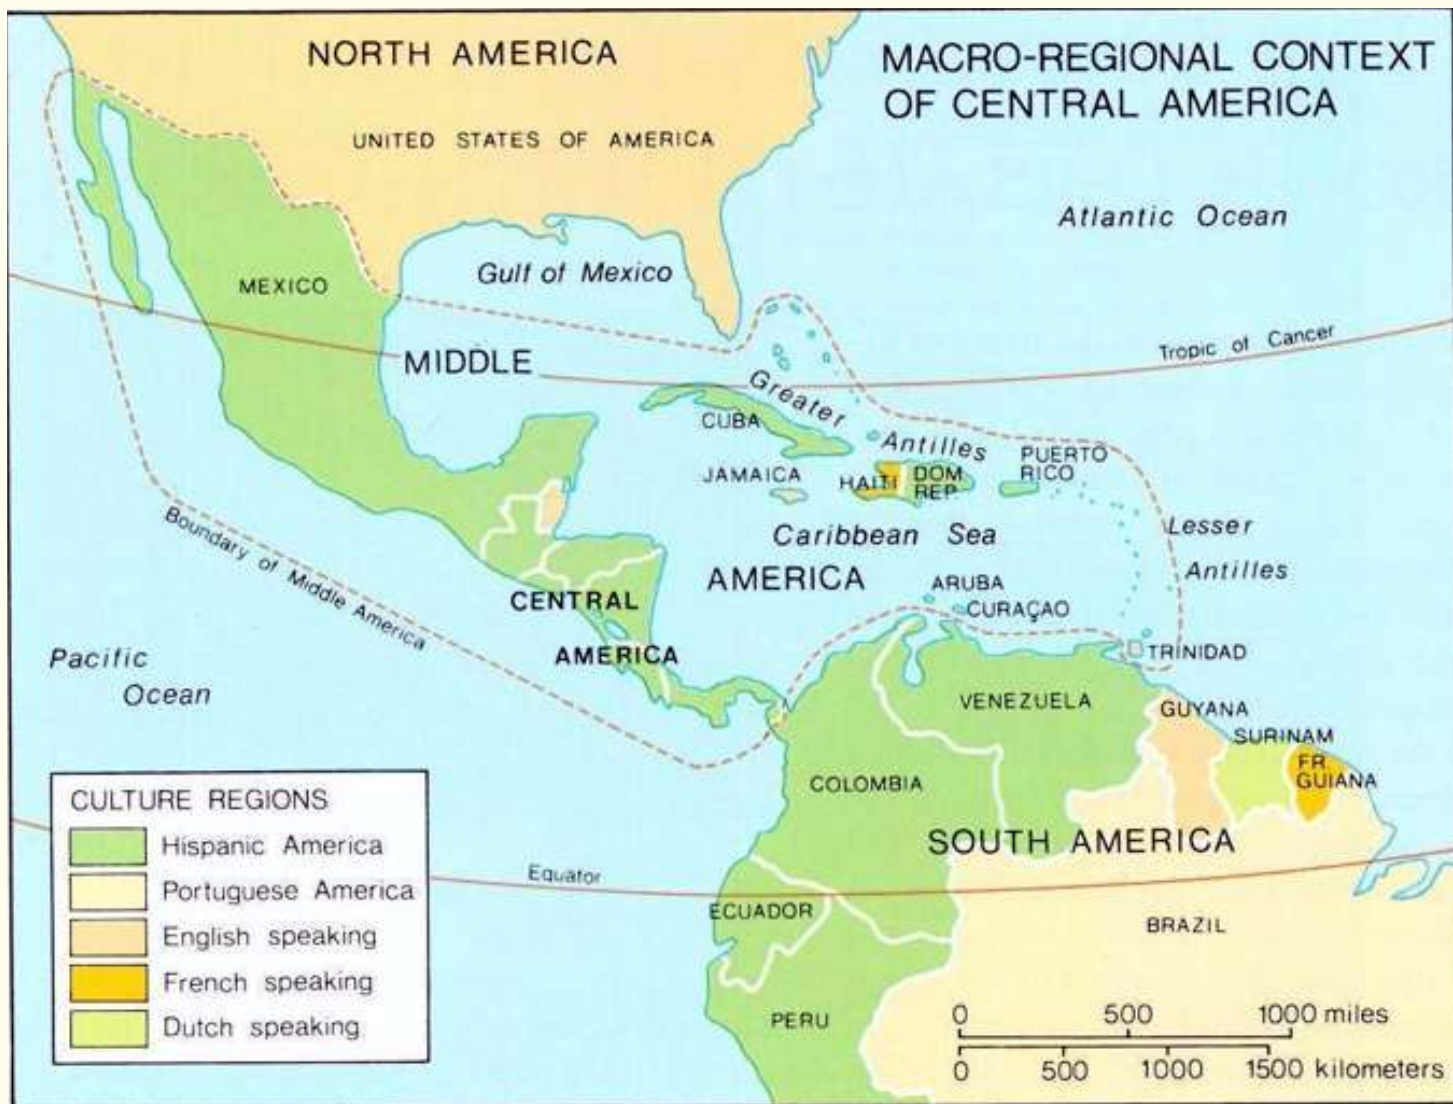 MACRO-REGIONAL CONTEXT
OF CENTRAL AMERICA
NORTH AMERICA
UNITED STATES OF AMERICA
Atlantic Ocean
Gulf of Mexico
MEXICO
Tropic of Cancer
MIDDLE
AMERICA
Greater
Antilles
CUBA
JAMAICA
HAITI
DOM
REP
PUERTO
RICO
Caribbean Sea
Lesser
Antilles
Boundary of Middle America
CENTRAL
AMERICA
ARUBA
CURAÇAO
TRINIDAD
Pacific
Ocean
VENEZUELA
GUYANA
SURINAM
FR
GUIANA
COLOMBIA
SOUTH AMERICA
Equator
ECUADOR
BRAZIL
PERU
CULTURE REGIONS
Hispanic America
Portuguese America
English speaking
French speaking
Dutch speaking
0 500 1000 miles
0 500 1000 1500 kilometers